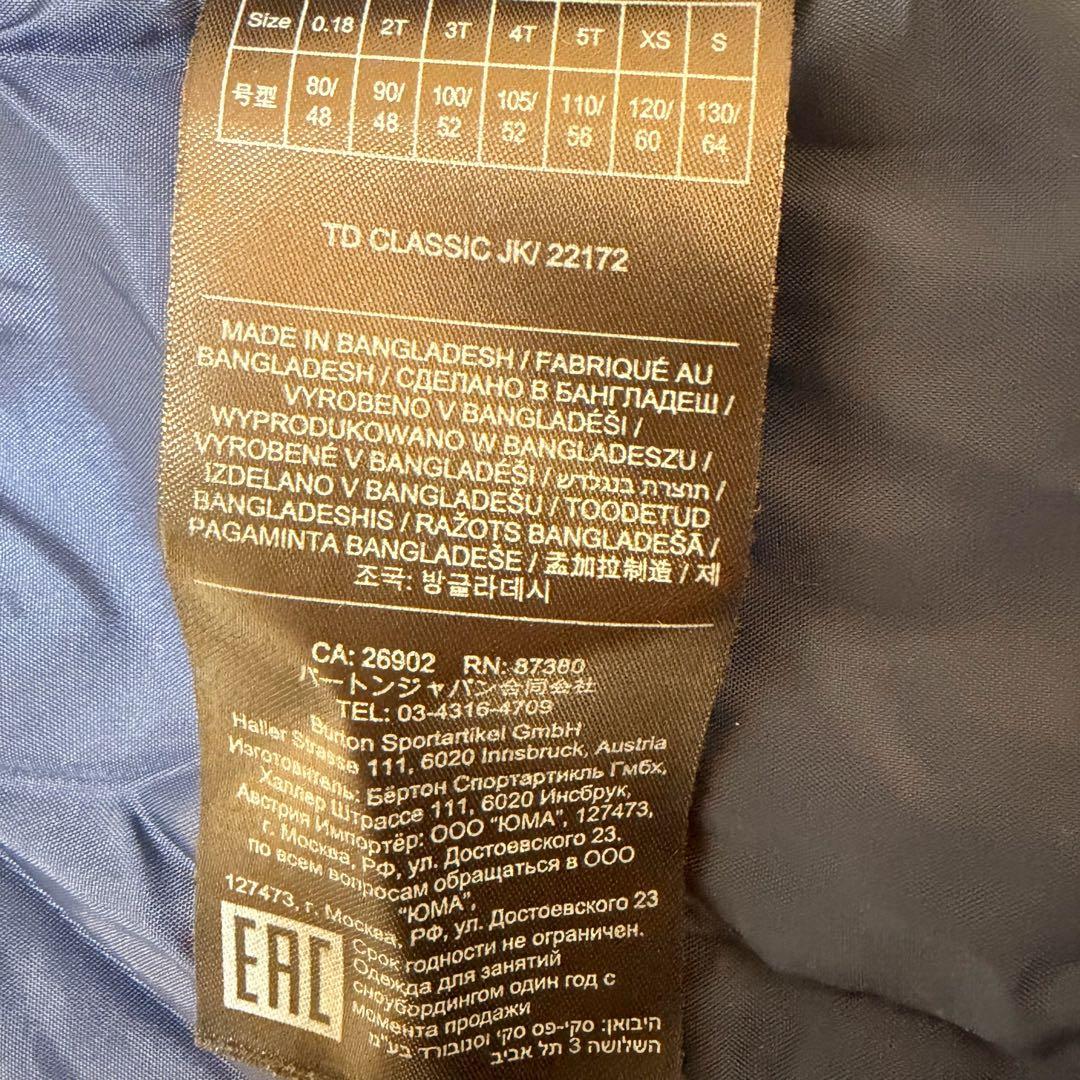 Size 0.18 2T 3T 4T 5T XS S
号型 80/48 90/48 100/52 105/52 110/56 120/60 130/64
TD CLASSIC JK/ 22172
MADE IN BANGLADESH / FABRIQUÉ AU
BANGLADESH / СДЕЛАНО В БАНГЛАДЕШ /
VYROBENO V BANGLADÉŠI /
WYPRODUKOWANO W BANGLADESZU /
VYROBENÉ V BANGLADÉŠI / תוצרת בנגלדש /
IZDELANO V BANGLADEŠU / TOODETUD
BANGLADESHIS / RAŽOTS BANGLADEŠĀ /
PAGAMINTA BANGLADEŠE / 孟加拉制造 / 제
조국: 방글라데시
CA: 26902 RN: 87380
バートンジャパン合同会社
TEL: 03-4316-4709
Burton Sportartikel GmbH
Haller Strasse 111, 6020 Innsbruck, Austria
Изготовитель: Бёртон Спортартикль Гмбх,
Халлер Штрассе 111, 6020 Инсбрук,
Австрия Импортёр: ООО "ЮМА", 127473,
г. Москва, РФ, ул. Достоевского 23.
по всем вопросам обращаться в ООО
"ЮМА",
127473, г. Москва, РФ, ул. Достоевского 23
Срок годности не ограничен.
Одежда для занятий
сноубордингом один год с
момента продажи
EAC
היבואן: סקי-פס סקי וסנובורד בע"מ
השלושה 3 תל אביב